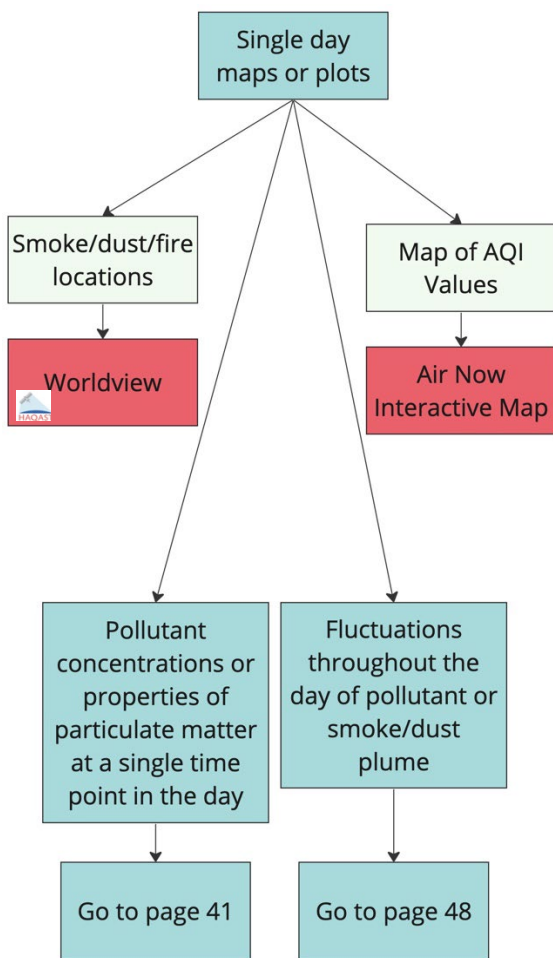 Single day
maps or plots
Smoke/dust/fire
locations
Map of AQI
Values
Worldview
HAQAST
Air Now
Interactive Map
Pollutant
concentrations or
properties of
particulate matter
at a single time
point in the day
Fluctuations
throughout the
day of pollutant or
smoke/dust
plume
Go to page 41
Go to page 48